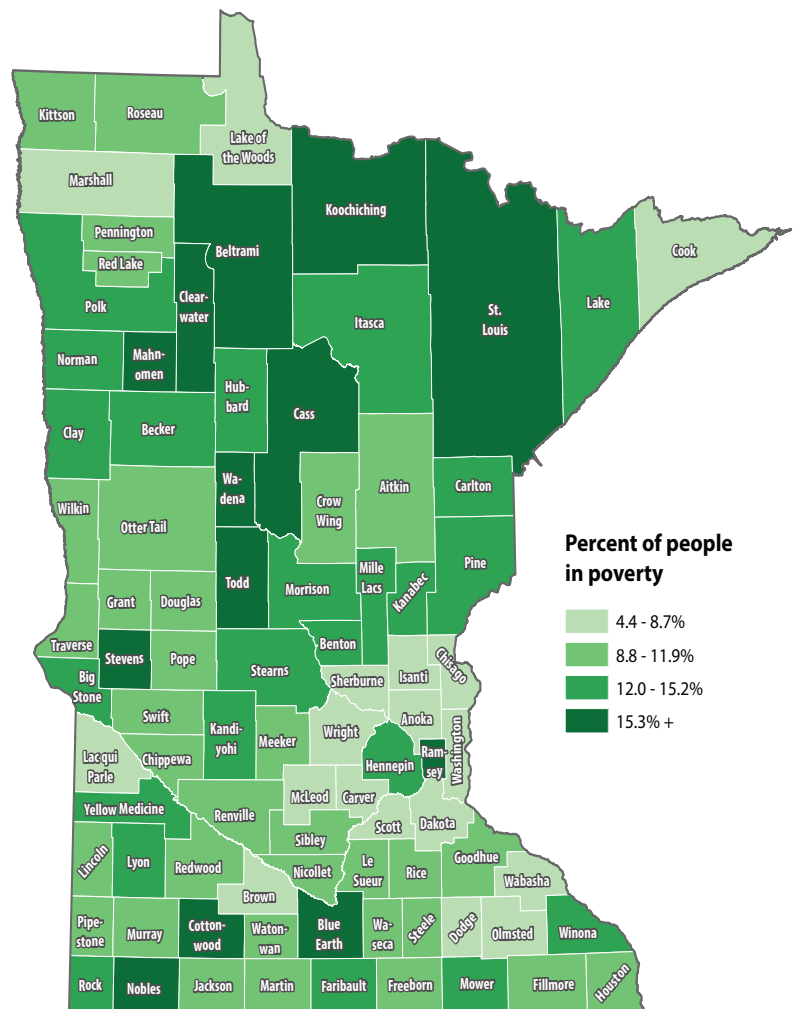 Kittson
Roseau
Lake of
the Woods
Marshall
Koochiching
Pennington
Beltrami
Cook
Red Lake
Clear-
water
Polk
St.
Louis
Lake
Itasca
Norman
Mahn-
omen
Hub-
bard
Cass
Clay
Becker
Wa-
dena
Aitkin
Carlton
Wilkin
Otter Tail
Crow
Wing
Pine
Todd
Morrison
Mille
Lacs
Kanabec
Grant
Douglas
Traverse
Stevens
Pope
Benton
Stearns
Big
Stone
Sherburne
Isanti
Chisago
Swift
Kandi-
yohi
Meeker
Wright
Anoka
Washington
Lac qui
Parle
Chippewa
Hennepin
Ram-
sey
McLeod
Carver
Yellow Medicine
Renville
Scott
Dakota
Sibley
Lincoln
Lyon
Redwood
Nicollet
Le
Sueur
Rice
Goodhue
Wabasha
Brown
Pipe-
stone
Murray
Cotton-
wood
Waton-
wan
Blue
Earth
Wa-
seca
Steele
Dodge
Olmsted
Winona
Rock
Nobles
Jackson
Martin
Faribault
Freeborn
Mower
Fillmore
Houston
Percent of people
in poverty
4.4 - 8.7%
8.8 - 11.9%
12.0 - 15.2%
15.3% +